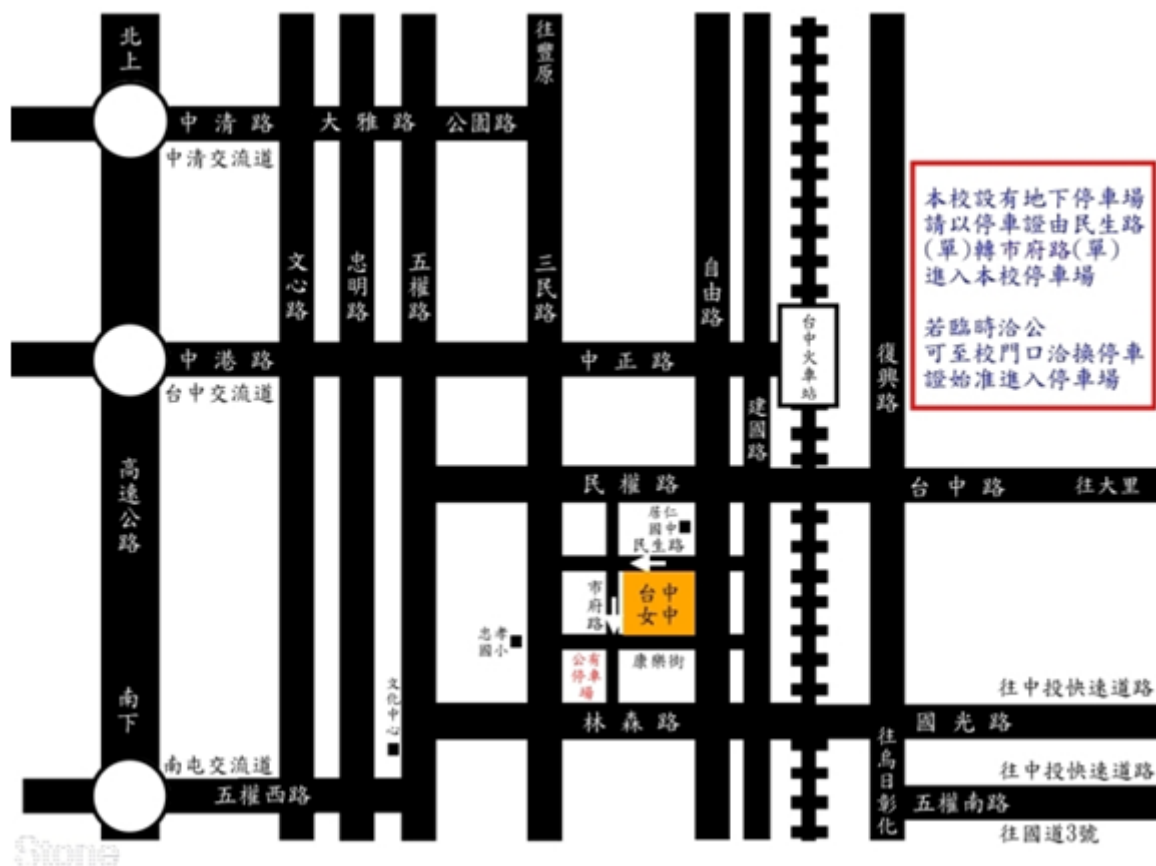 北上
往豐原
中清路
大雅路
公園路
中清交流道
文心路
忠明路
五權路
三民路
自由路
本校設有地下停車場
請以停車證由民生路
(單)轉市府路(單)
進入本校停車場
若臨時洽公
可至校門口洽換停車
證始准進入停車場
中港路
中正路
台中火車站
復興路
台中交流道
建國路
高速公路
民權路
台中路
往大里
居仁
國中
民生路
市府路
台中
女中
忠孝
國小
公有
停車
場
康樂街
文化中心
南下
林森路
國光路
往中投快速道路
往烏日彰化
南屯交流道
五權西路
往中投快速道路
五權南路
往國道3號
Stone